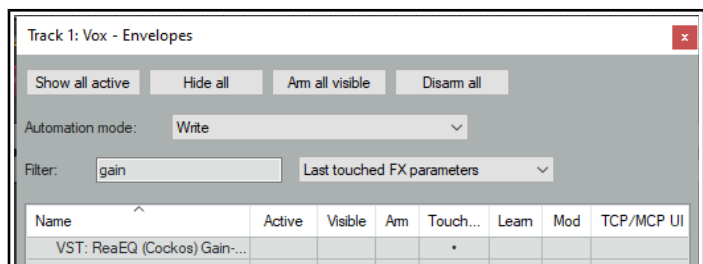 Track 1: Vox - Envelopes x
Show all active Hide all Arm all visible Disarm all
Automation mode: Write
Filter: gain Last touched FX parameters
Name Active Visible Arm Touch... Learn Mod TCP/MCP UI
VST: ReaEQ (Cockos) Gain-... •